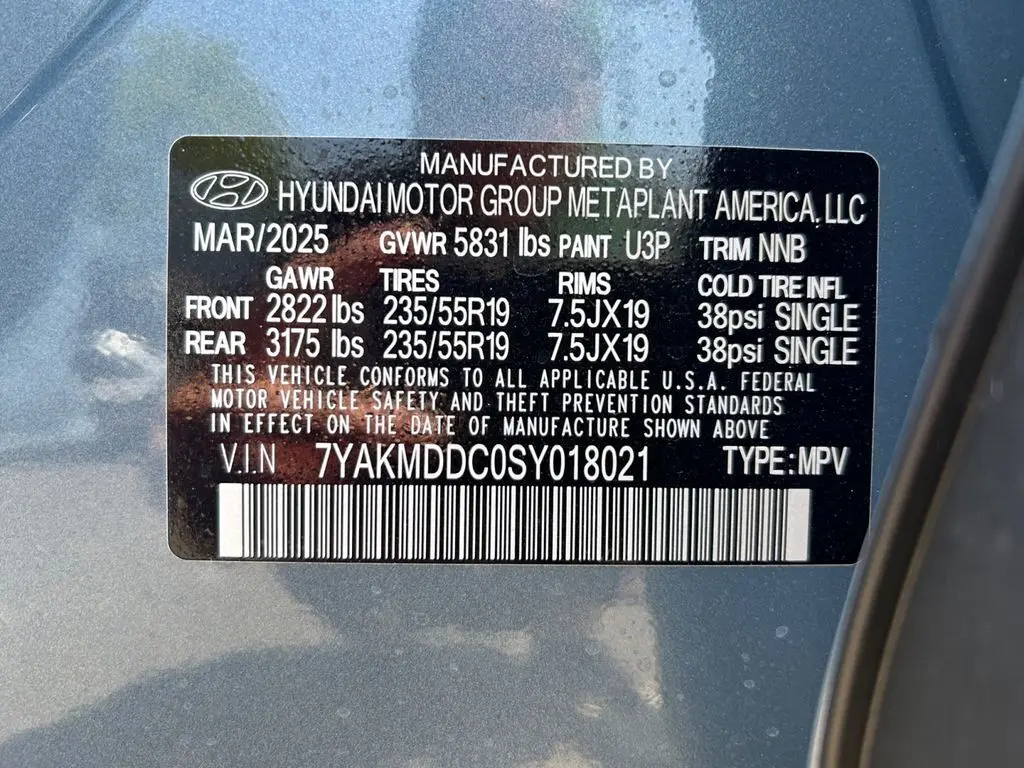 MANUFACTURED BY
HYUNDAI MOTOR GROUP METAPLANT AMERICA, LLC
MAR/2025 GVWR 5831 lbs PAINT U3P TRIM NNB
GAWR TIRES RIMS COLD TIRE INFL
FRONT 2822 lbs 235/55R19 7.5JX19 38psi SINGLE
REAR 3175 lbs 235/55R19 7.5JX19 38psi SINGLE
THIS VEHICLE CONFORMS TO ALL APPLICABLE U.S.A. FEDERAL
MOTOR VEHICLE SAFETY AND THEFT PREVENTION STANDARDS
IN EFFECT ON THE DATE OF MANUFACTURE SHOWN ABOVE
V.I.N 7YAKMDDC0SY018021 TYPE: MPV